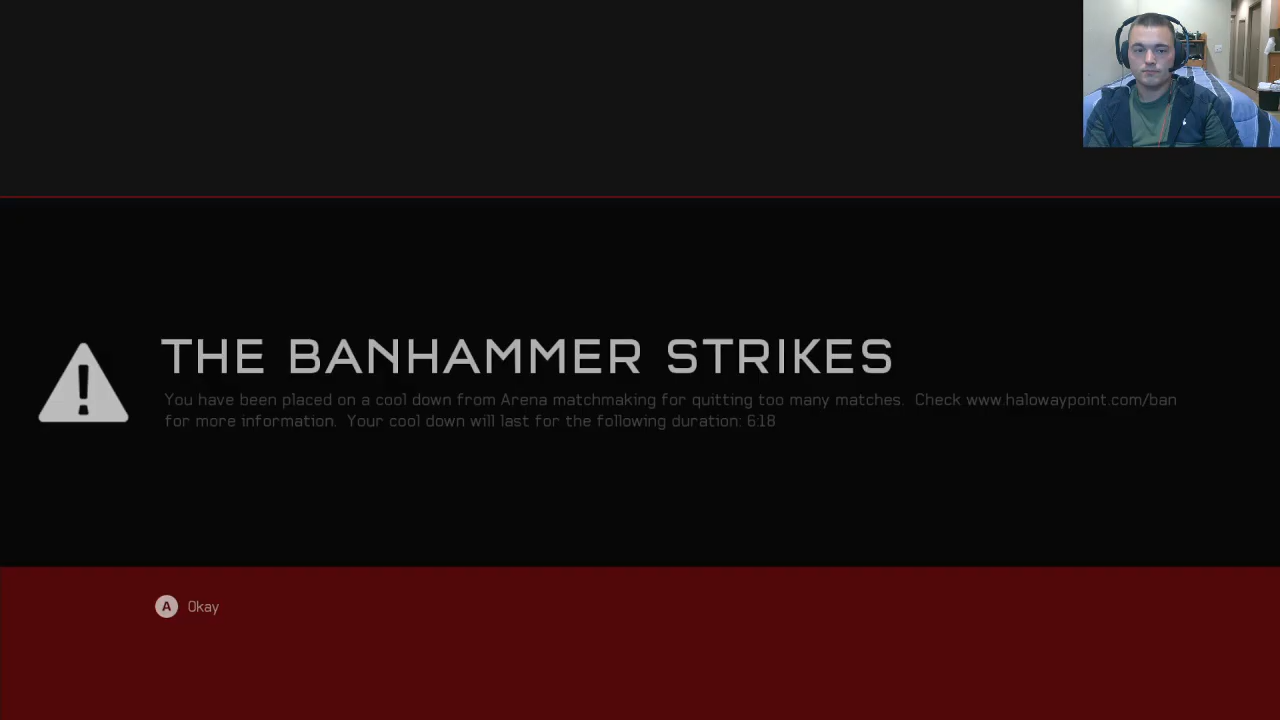 THE BANHAMMER STRIKES
You have been placed on a cool down from Arena matchmaking for quitting too many matches.  Check www.halowaypoint.com/ban
for more information.  Your cool down will last for the following duration: 6:18
A Okay